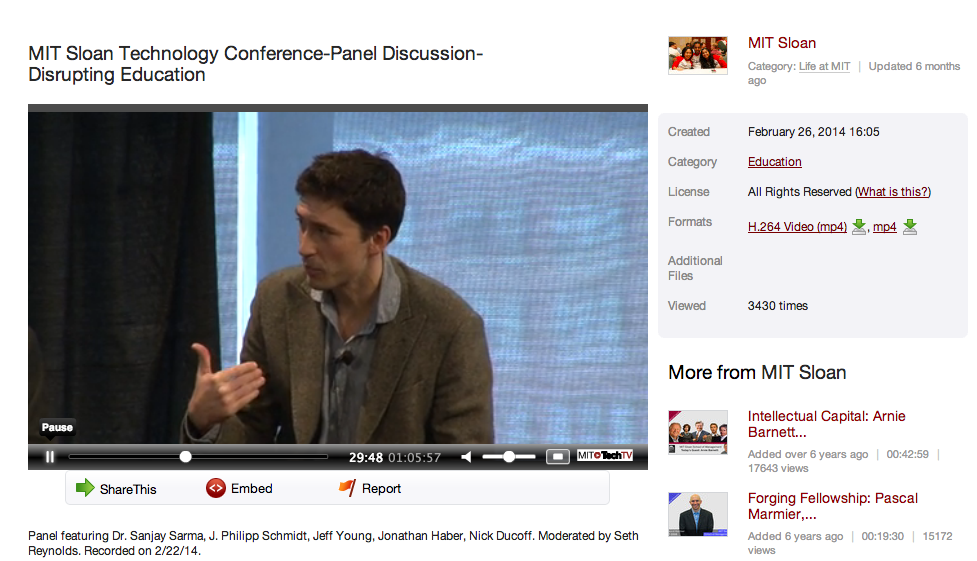 MIT Sloan Technology Conference-Panel Discussion-
Disrupting Education
Pause
29:48 01:05:57
MIT TechTV
ShareThis
Embed
Report
Panel featuring Dr. Sanjay Sarma, J. Philipp Schmidt, Jeff Young, Jonathan Haber, Nick Ducoff. Moderated by Seth
Reynolds. Recorded on 2/22/14.
MIT Sloan
Category: Life at MIT | Updated 6 months
ago
Created February 26, 2014 16:05
Category Education
License All Rights Reserved (What is this?)
Formats H.264 Video (mp4) , mp4
Additional
Files
Viewed 3430 times
More from MIT Sloan
Intellectual Capital: Arnie
Barnett...
Added over 6 years ago | 00:42:59 |
17643 views
Forging Fellowship: Pascal
Marmier,...
Added 6 years ago | 00:19:30 | 15172
views